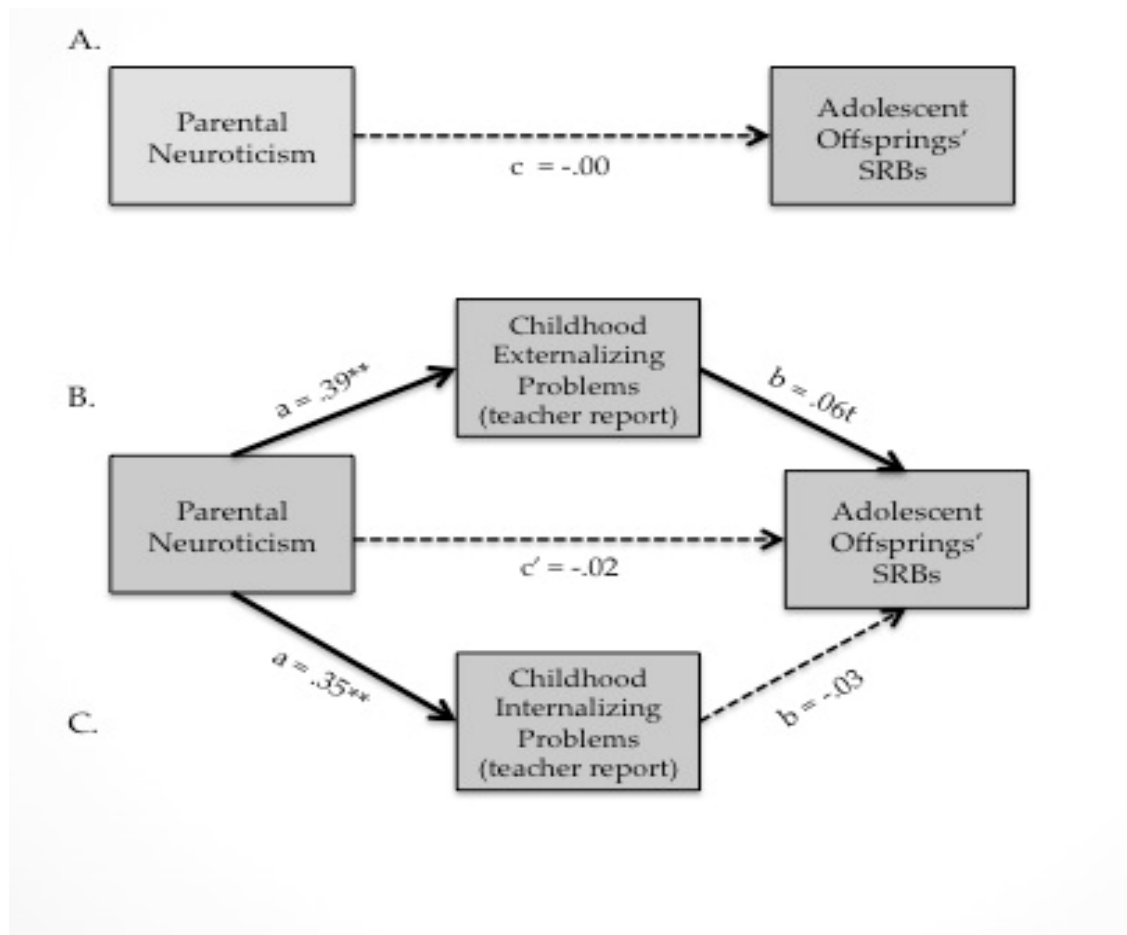 A.
Parental
Neuroticism
c = -.00
Adolescent
Offsprings'
SRBs
B.
a = .39**
Childhood
Externalizing
Problems
(teacher report)
b = .06t
Parental
Neuroticism
c' = -.02
Adolescent
Offsprings'
SRBs
C.
a = .35**
Childhood
Internalizing
Problems
(teacher report)
b = -.03